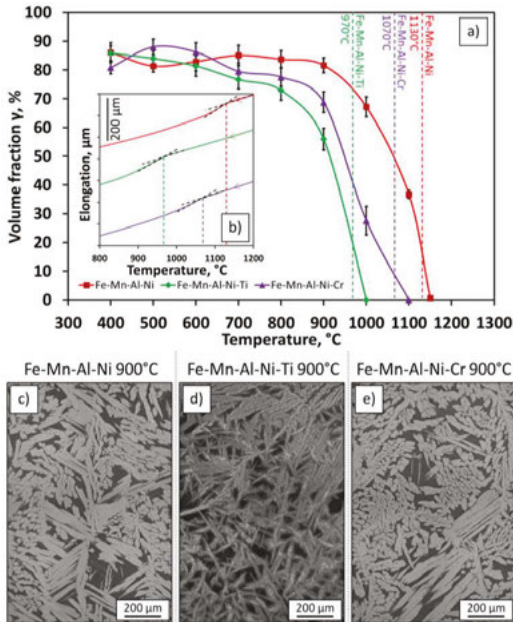 a)
Volume fraction γ, %
100
90
80
70
60
50
40
30
20
10
0
Fe-Mn-Al-Ni-Ti
970°C
Fe-Mn-Al-Ni-Cr
1070°C
Fe-Mn-Al-Ni
1130°C
200 µm
Elongation, µm
b)
800 900 1000 1100 1200
Temperature, °C
Fe-Mn-Al-Ni Fe-Mn-Al-Ni-Ti Fe-Mn-Al-Ni-Cr
300 400 500 600 700 800 900 1000 1100 1200 1300
Temperature, °C
Fe-Mn-Al-Ni 900°C Fe-Mn-Al-Ni-Ti 900°C Fe-Mn-Al-Ni-Cr 900°C
c) d) e)
200 µm 200 µm 200 µm